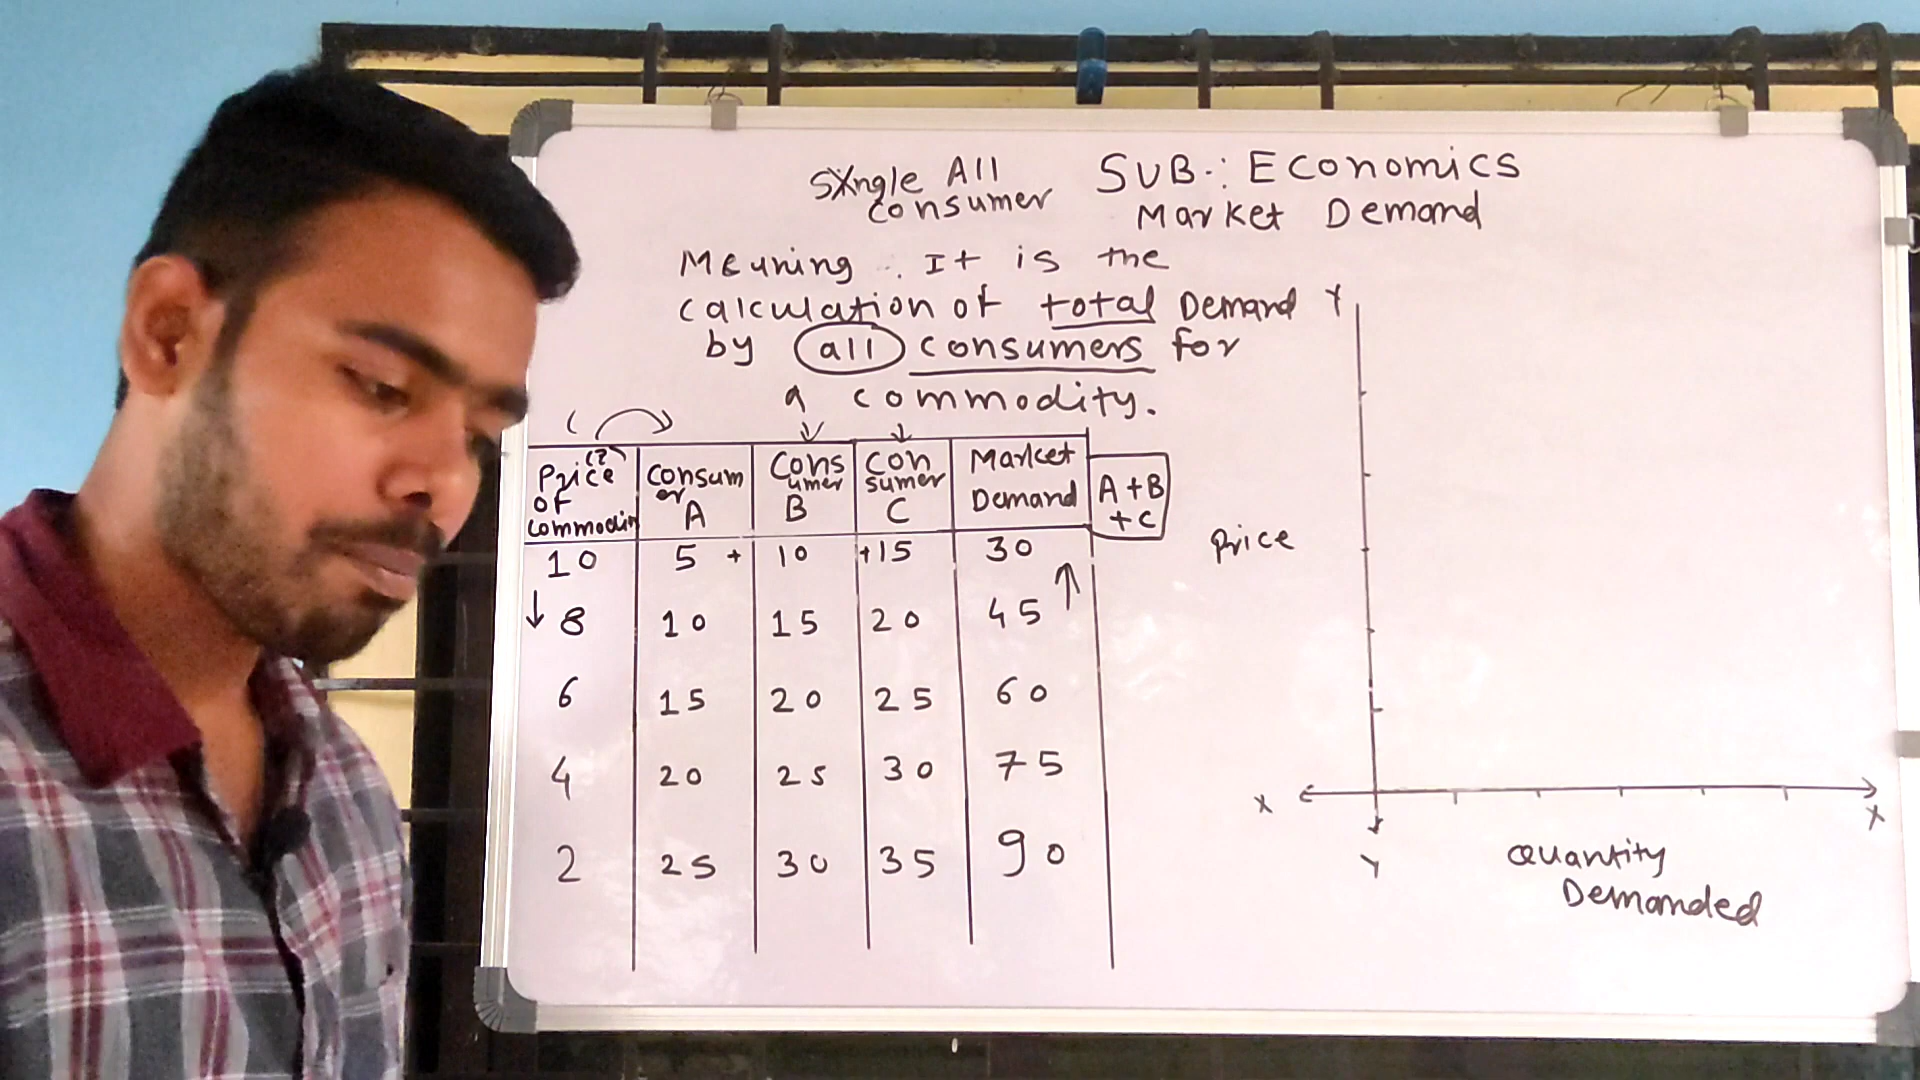 SUB.: Economics
Market Demand
SXngle All
Consumer
Meaning : It is the
calculation of total Demand
by all consumers for
a commodity.
Price (₹) of commodity | Consumer A | Consumer B | Consumer C | Market Demand | A+B+C
10 | 5 + | 10 | +15 | 30
↓ 8 | 10 | 15 | 20 | 45 ↑
6 | 15 | 20 | 25 | 60
4 | 20 | 25 | 30 | 75
2 | 25 | 30 | 35 | 90
Y
Price
X
X
Y
Quantity
Demanded